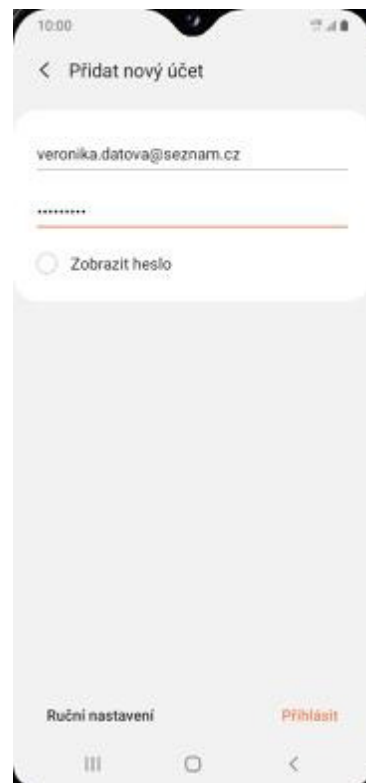 10:00
Přidat nový účet
veronika.datova@seznam.cz
•••••••••
Zobrazit heslo
Ruční nastavení
Přihlásit